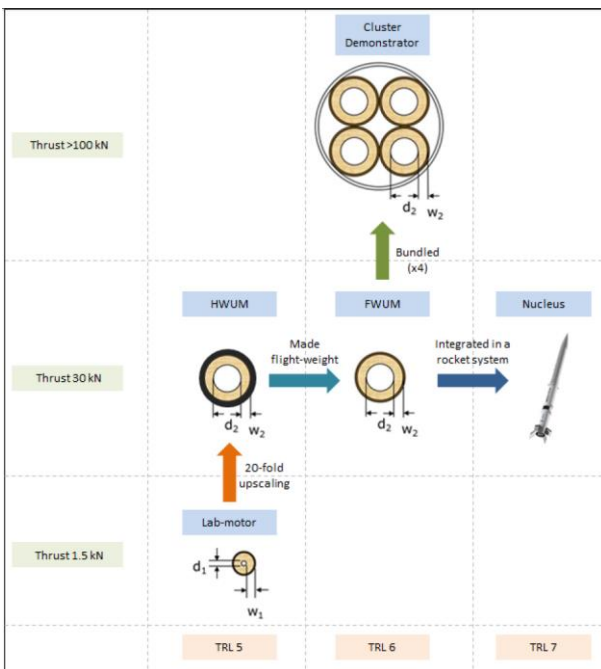 Cluster
Demonstrator
Thrust >100 kN
d2 w2
Bundled
(x4)
HWUM
FWUM
Nucleus
Made
flight-weight
Integrated in a
rocket system
Thrust 30 kN
d2 w2
d2 w2
20-fold
upscaling
Lab-motor
Thrust 1.5 kN
d1
w1
TRL 5
TRL 6
TRL 7